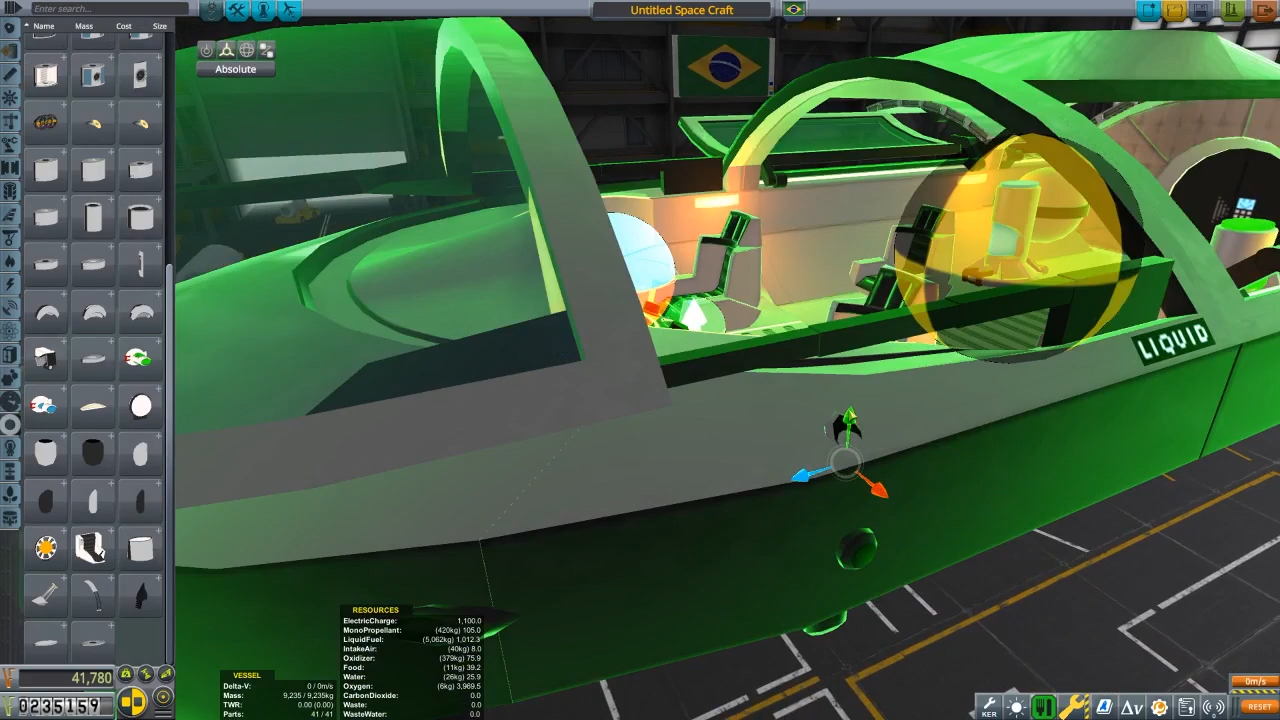 Enter search...
Untitled Space Craft
Name Mass Cost Size
Absolute
LIQUID
RESOURCES
ElectricCharge: 1,100.0
MonoPropellant: (420kg) 105.0
LiquidFuel: (5,062kg) 1,012.3
IntakeAir: (40kg) 8.0
Oxidizer: (379kg) 75.9
Food: (11kg) 39.2
Water: (26kg) 25.9
Oxygen: (6kg) 3,969.5
CarbonDioxide: 0.0
Waste: 0.0
WasteWater: 0.0
VESSEL
Delta-V: 0 / 0m/s
Mass: 9,235 / 9,235kg
TWR: 0.00 (0.00)
Parts: 41 / 41
41,780
0235159
KER
Δv
0m/s
RESET